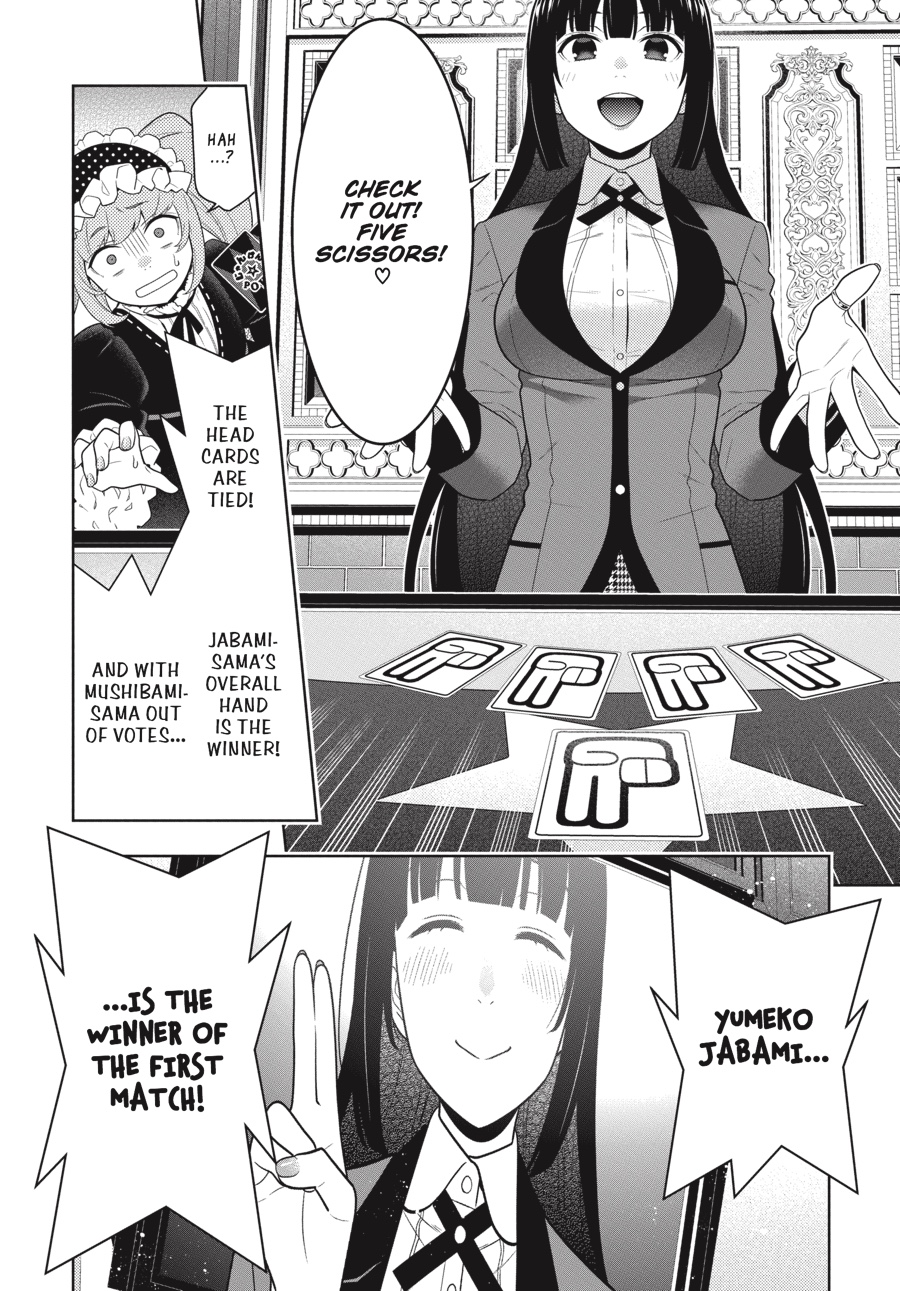 CHECK
IT OUT!
FIVE
SCISSORS!
♡
HAH
...?
THE
HEAD
CARDS
ARE
TIED!
JABAMI-
SAMA'S
OVERALL
HAND
IS THE
WINNER!
AND WITH
MUSHIBAMI-
SAMA OUT
OF VOTES...
YUMEKO
JABAMI...
...IS THE
WINNER OF
THE FIRST
MATCH!